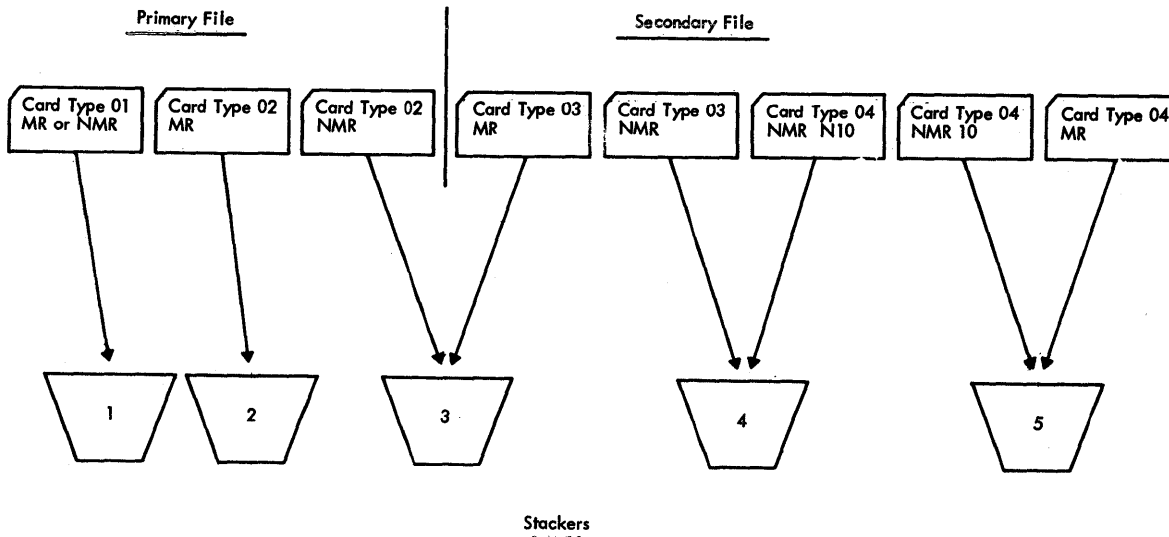 Primary File
Secondary File
Card Type 01
MR or NMR
Card Type 02
MR
Card Type 02
NMR
Card Type 03
MR
Card Type 03
NMR
Card Type 04
NMR N10
Card Type 04
NMR 10
Card Type 04
MR
1
2
3
4
5
Stackers